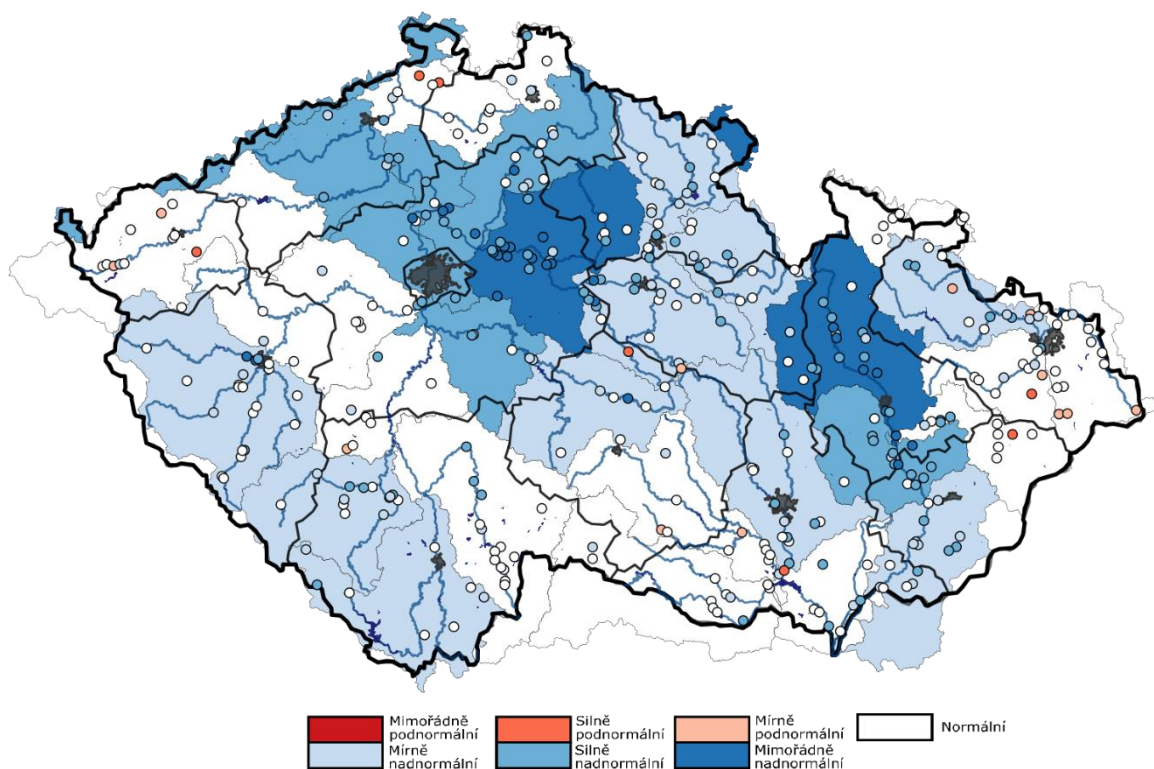 Mimořádně
podnormální
Silně
podnormální
Mírně
podnormální
Normální
Mírně
nadnormální
Silně
nadnormální
Mimořádně
nadnormální